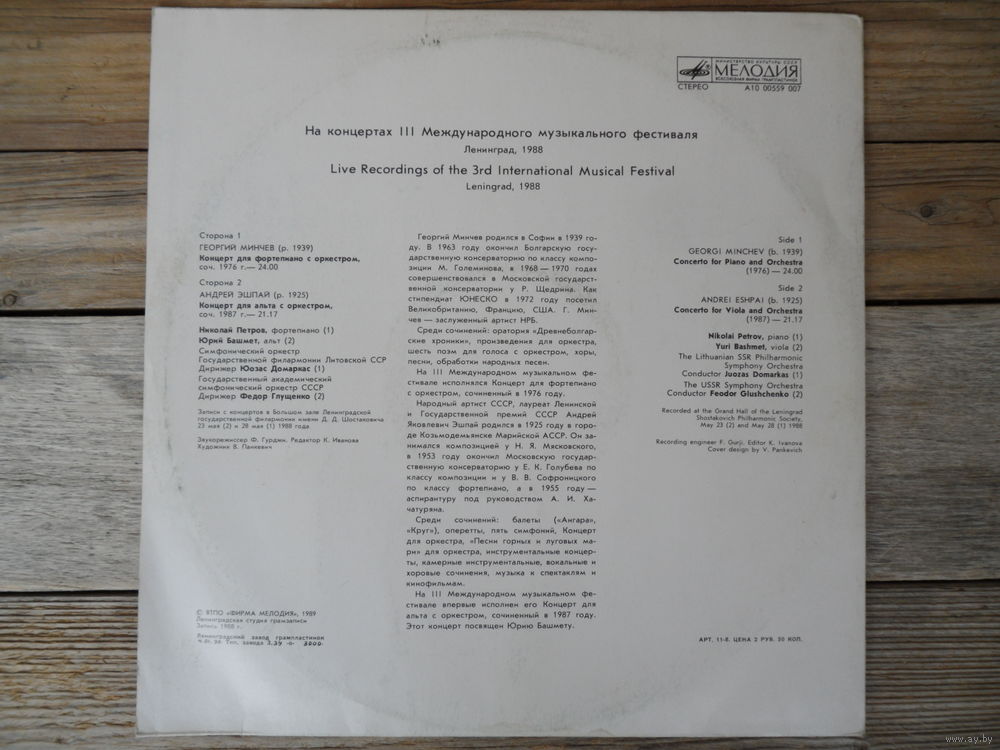 МИНИСТЕРСТВО КУЛЬТУРЫ СССР
МЕЛОДИЯ
ВСЕСОЮЗНАЯ ФИРМА ГРАМПЛАСТИНОК
СТЕРЕО А10 00559 007
На концертах III Международного музыкального фестиваля
Ленинград, 1988
Live Recordings of the 3rd International Musical Festival
Leningrad, 1988
Сторона 1
ГЕОРГИЙ МИНЧЕВ (р. 1939)
Концерт для фортепиано с оркестром,
соч. 1976 г.— 24.00
Сторона 2
АНДРЕЙ ЭШПАЙ (р. 1925)
Концерт для альта с оркестром,
соч. 1987 г.— 21.17
Николай Петров, фортепиано (1)
Юрий Башмет, альт (2)
Симфонический оркестр
Государственной филармонии Литовской ССР
Дирижер Юозас Домаркас (1)
Государственный академический
симфонический оркестр СССР
Дирижер Федор Глущенко (2)
Записи с концертов в Большом зале Ленинградской
государственной филармонии имени Д. Д. Шостаковича
23 мая (2) и 28 мая (1) 1988 года
Звукорежиссер Ф. Гурджи. Редактор К. Иванова
Художник В. Панкевич
© ВТПО «ФИРМА МЕЛОДИЯ», 1989
Ленинградская студия грамзаписи
Запись 1988 г.
Ленинградский завод грампластинок
Тип. завода
Георгий Минчев родился в Софии в 1939 го-
ду. В 1963 году окончил Болгарскую госу-
дарственную консерваторию по классу компо-
зиции М. Големинова, в 1968—1970 годах
совершенствовался в Московской государст-
венной консерватории у Р. Щедрина. Как
стипендиат ЮНЕСКО в 1972 году посетил
Великобританию, Францию, США. Г. Мин-
чев — заслуженный артист НРБ.
Среди сочинений: оратория «Древнеболгар-
ские хроники», произведения для оркестра,
шесть поэм для голоса с оркестром, хоры,
песни, обработки народных песен.
На III Международном музыкальном фе-
стивале исполнялся Концерт для фортепиано
с оркестром, сочиненный в 1976 году.
Народный артист СССР, лауреат Ленинской
и Государственной премий СССР Андрей
Яковлевич Эшпай родился в 1925 году в горо-
де Козьмодемьянске Марийской АССР. Он за-
нимался композицией у Н. Я. Мясковского,
в 1953 году окончил Московскую государ-
ственную консерваторию у Е. К. Голубева по
классу композиции и у В. В. Софроницкого
по классу фортепиано, а в 1955 году —
аспирантуру под руководством А. И. Ха-
чатуряна.
Среди сочинений: балеты («Ангара»,
«Круг»), оперетты, пять симфоний, Концерт
для оркестра, «Песни горных и луговых ма-
ри» для оркестра, инструментальные концер-
ты, камерные инструментальные, вокальные и
хоровые сочинения, музыка к спектаклям и
кинофильмам.
На III Международном музыкальном фе-
стивале впервые исполнен его Концерт для
альта с оркестром, сочиненный в 1987 году.
Этот концерт посвящен Юрию Башмету.
Side 1
GEORGI MINCHEV (b. 1939)
Concerto for Piano and Orchestra
(1976) — 24.00
Side 2
ANDREI ESHPAI (b. 1925)
Concerto for Viola and Orchestra
(1987) — 21.17
Nikolai Petrov, piano (1)
Yuri Bashmet, viola (2)
The Lithuanian SSR Philharmonic
Symphony Orchestra
Conductor Juozas Domarkas (1)
The USSR Symphony Orchestra
Conductor Feodor Glushchenko (2)
Recorded at the Grand Hall of the Leningrad
Shostakovich Philharmonic Society,
May 23 (2) and May 28 (1) 1988
Recording engineer F. Gurji. Editor K. Ivanova
Cover design by V. Pankevich
АРТ. 11-8. ЦЕНА 2 РУБ. 50 КОП.
www.ay.by